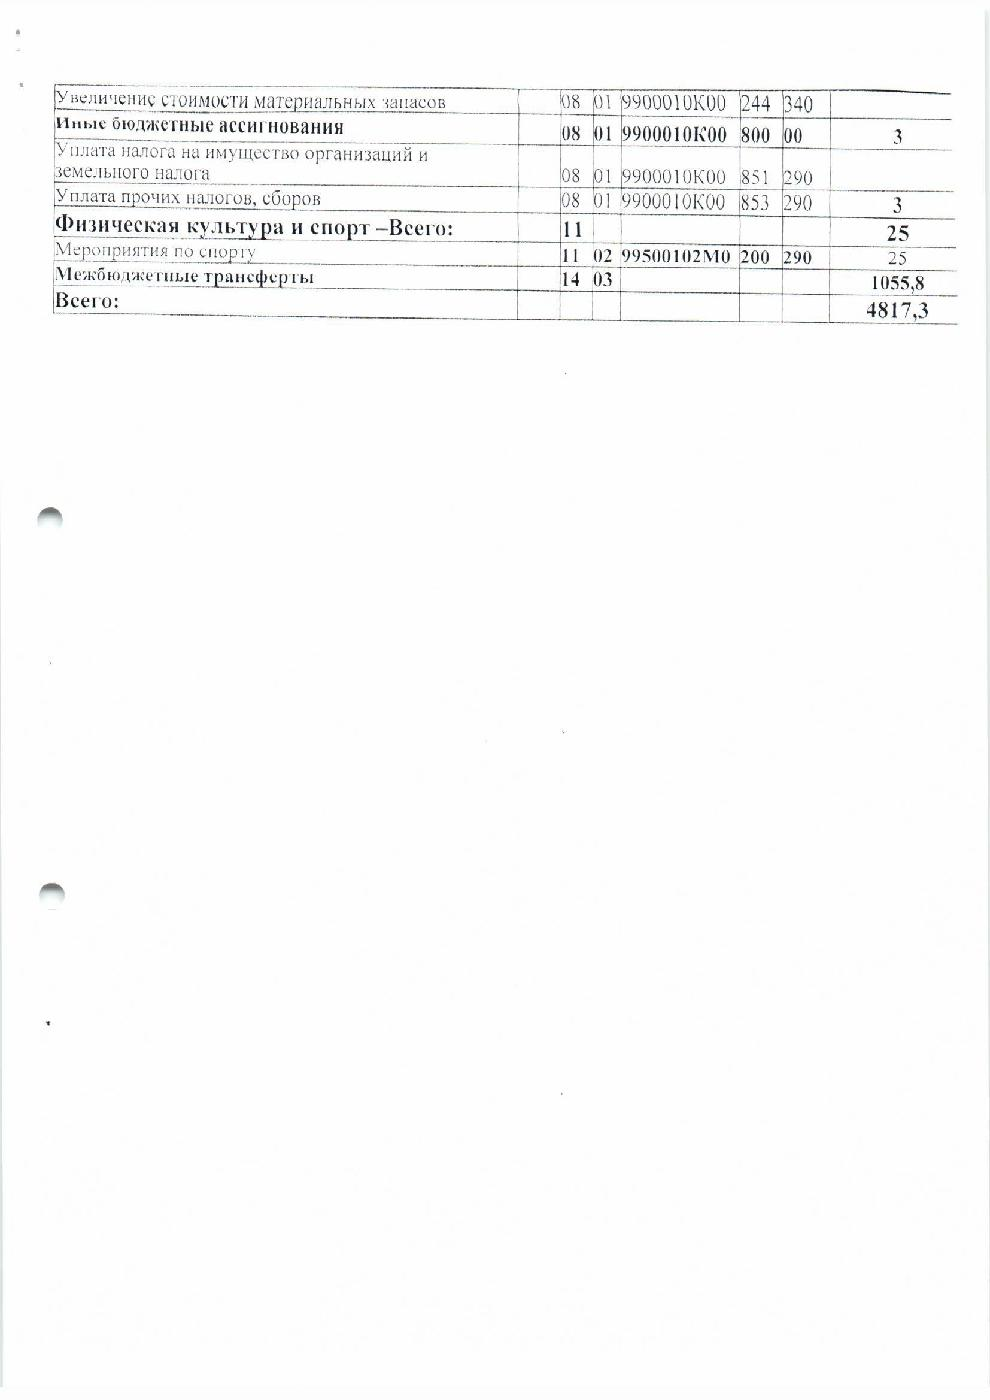 Увеличение стоимости материальных запасов 08 01 9900010К00 244 340
Иные бюджетные ассигнования 08 01 9900010К00 800 00 3
Уплата налога на имущество организаций и
земельного налога 08 01 9900010К00 851 290
Уплата прочих налогов, сборов 08 01 9900010К00 853 290 3
Физическая культура и спорт –Всего: 11 25
Мероприятия по спорту 11 02 99500102М0 200 290 25
Межбюджетные трансферты 14 03 1055,8
Всего: 4817,3